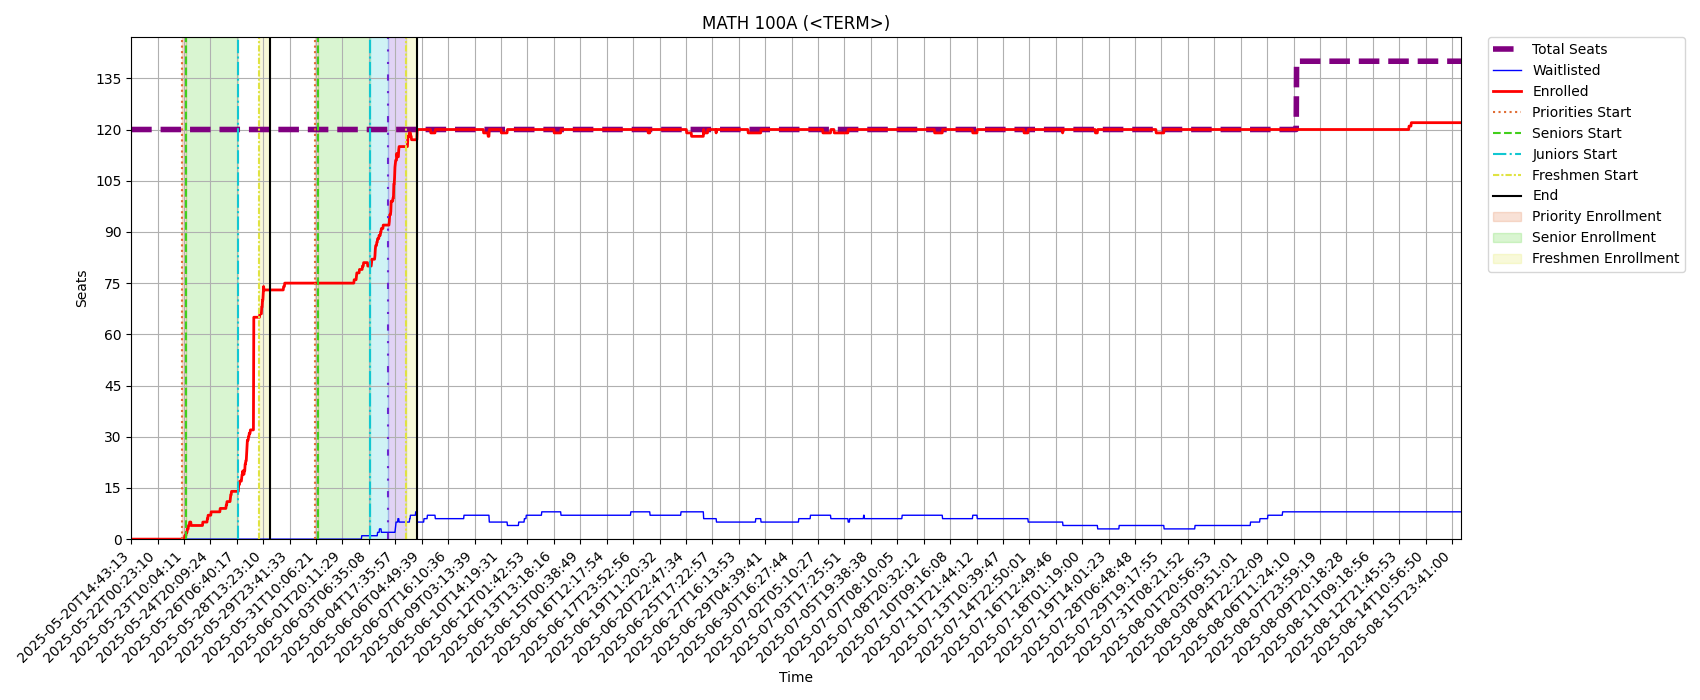 MATH 100A (<TERM>)
Total Seats
Waitlisted
Enrolled
Priorities Start
Seniors Start
Juniors Start
Freshmen Start
End
Priority Enrollment
Senior Enrollment
Freshmen Enrollment
Seats
135
120
105
90
75
60
45
30
15
0
2025-05-20T14:43:13
2025-05-22T00:23:10
2025-05-23T10:04:11
2025-05-24T20:09:24
2025-05-26T06:40:17
2025-05-28T13:23:10
2025-05-29T23:41:33
2025-05-31T10:06:21
2025-06-01T20:11:29
2025-06-03T06:35:08
2025-06-04T17:35:57
2025-06-06T04:49:39
2025-06-07T16:10:36
2025-06-09T03:13:39
2025-06-10T14:19:31
2025-06-12T01:42:53
2025-06-13T13:18:16
2025-06-15T00:38:49
2025-06-16T12:17:54
2025-06-17T23:52:56
2025-06-19T11:20:32
2025-06-20T22:47:34
2025-06-25T17:22:57
2025-06-27T16:13:53
2025-06-29T04:39:41
2025-06-30T16:27:44
2025-07-02T05:10:27
2025-07-03T17:25:51
2025-07-05T19:38:38
2025-07-07T08:10:05
2025-07-08T20:32:12
2025-07-10T09:16:08
2025-07-11T21:44:12
2025-07-13T10:39:47
2025-07-14T22:50:01
2025-07-16T12:49:46
2025-07-18T01:19:00
2025-07-19T14:01:23
2025-07-28T06:48:48
2025-07-29T19:17:55
2025-07-31T08:21:52
2025-08-01T20:56:53
2025-08-03T09:51:01
2025-08-04T22:22:09
2025-08-06T11:24:10
2025-08-07T23:59:19
2025-08-09T20:18:28
2025-08-11T09:18:56
2025-08-12T21:45:53
2025-08-14T10:56:50
2025-08-15T23:41:00
Time